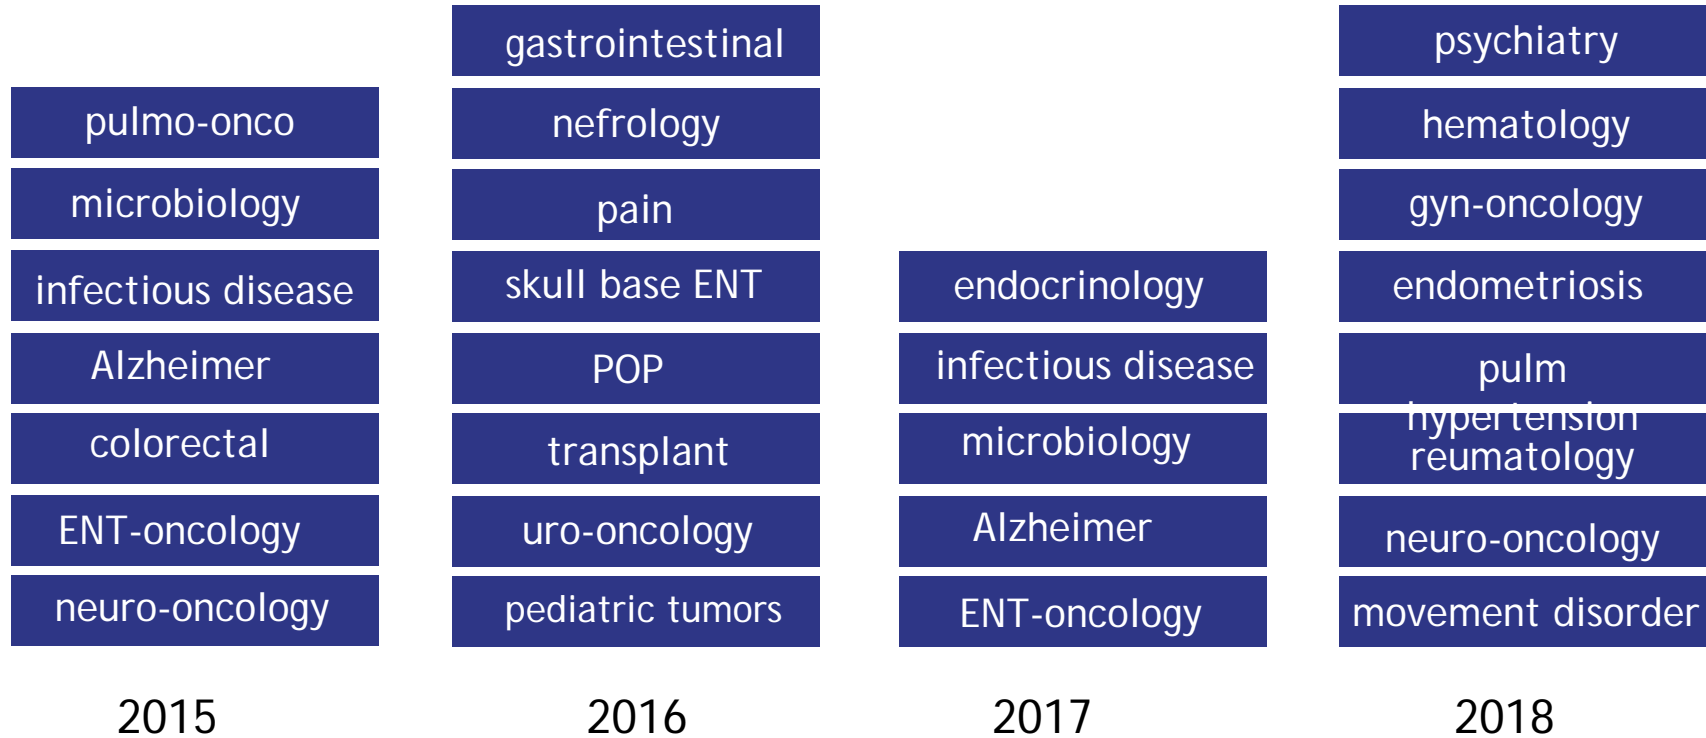 pulmo-onco
microbiology
infectious disease
Alzheimer
colorectal
ENT-oncology
neuro-oncology
2015
gastrointestinal
nefrology
pain
skull base ENT
POP
transplant
uro-oncology
pediatric tumors
2016
endocrinology
infectious disease
microbiology
Alzheimer
ENT-oncology
2017
psychiatry
hematology
gyn-oncology
endometriosis
pulm
hypertension
reumatology
neuro-oncology
movement disorder
2018